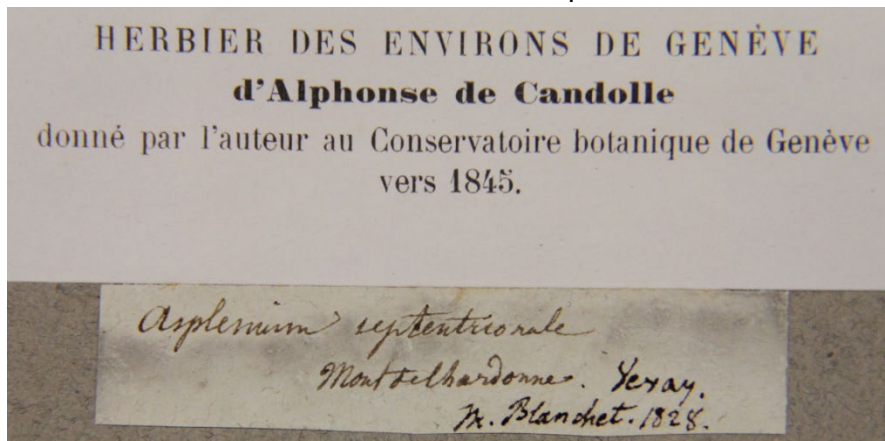 HERBIER DES ENVIRONS DE GENÈVE
d'Alphonse de Candolle
donné par l'auteur au Conservatoire botanique de Genève
vers 1845.
Asplenium septentrionale
Mont de Chardonne. Vevay.
M. Blanchet. 1828.